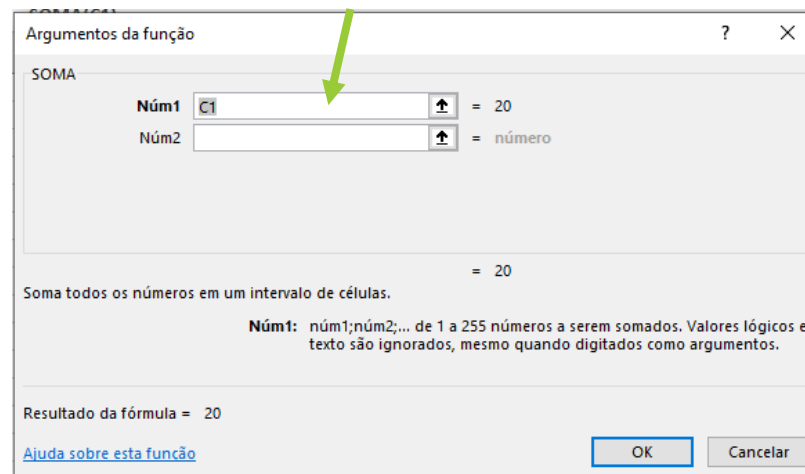 SOMA(C1)
Argumentos da função ? ×
SOMA
Núm1 C1 = 20
Núm2 = número
= 20
Soma todos os números em um intervalo de células.
Núm1: núm1;núm2;... de 1 a 255 números a serem somados. Valores lógicos e
texto são ignorados, mesmo quando digitados como argumentos.
Resultado da fórmula = 20
Ajuda sobre esta função
OK Cancelar